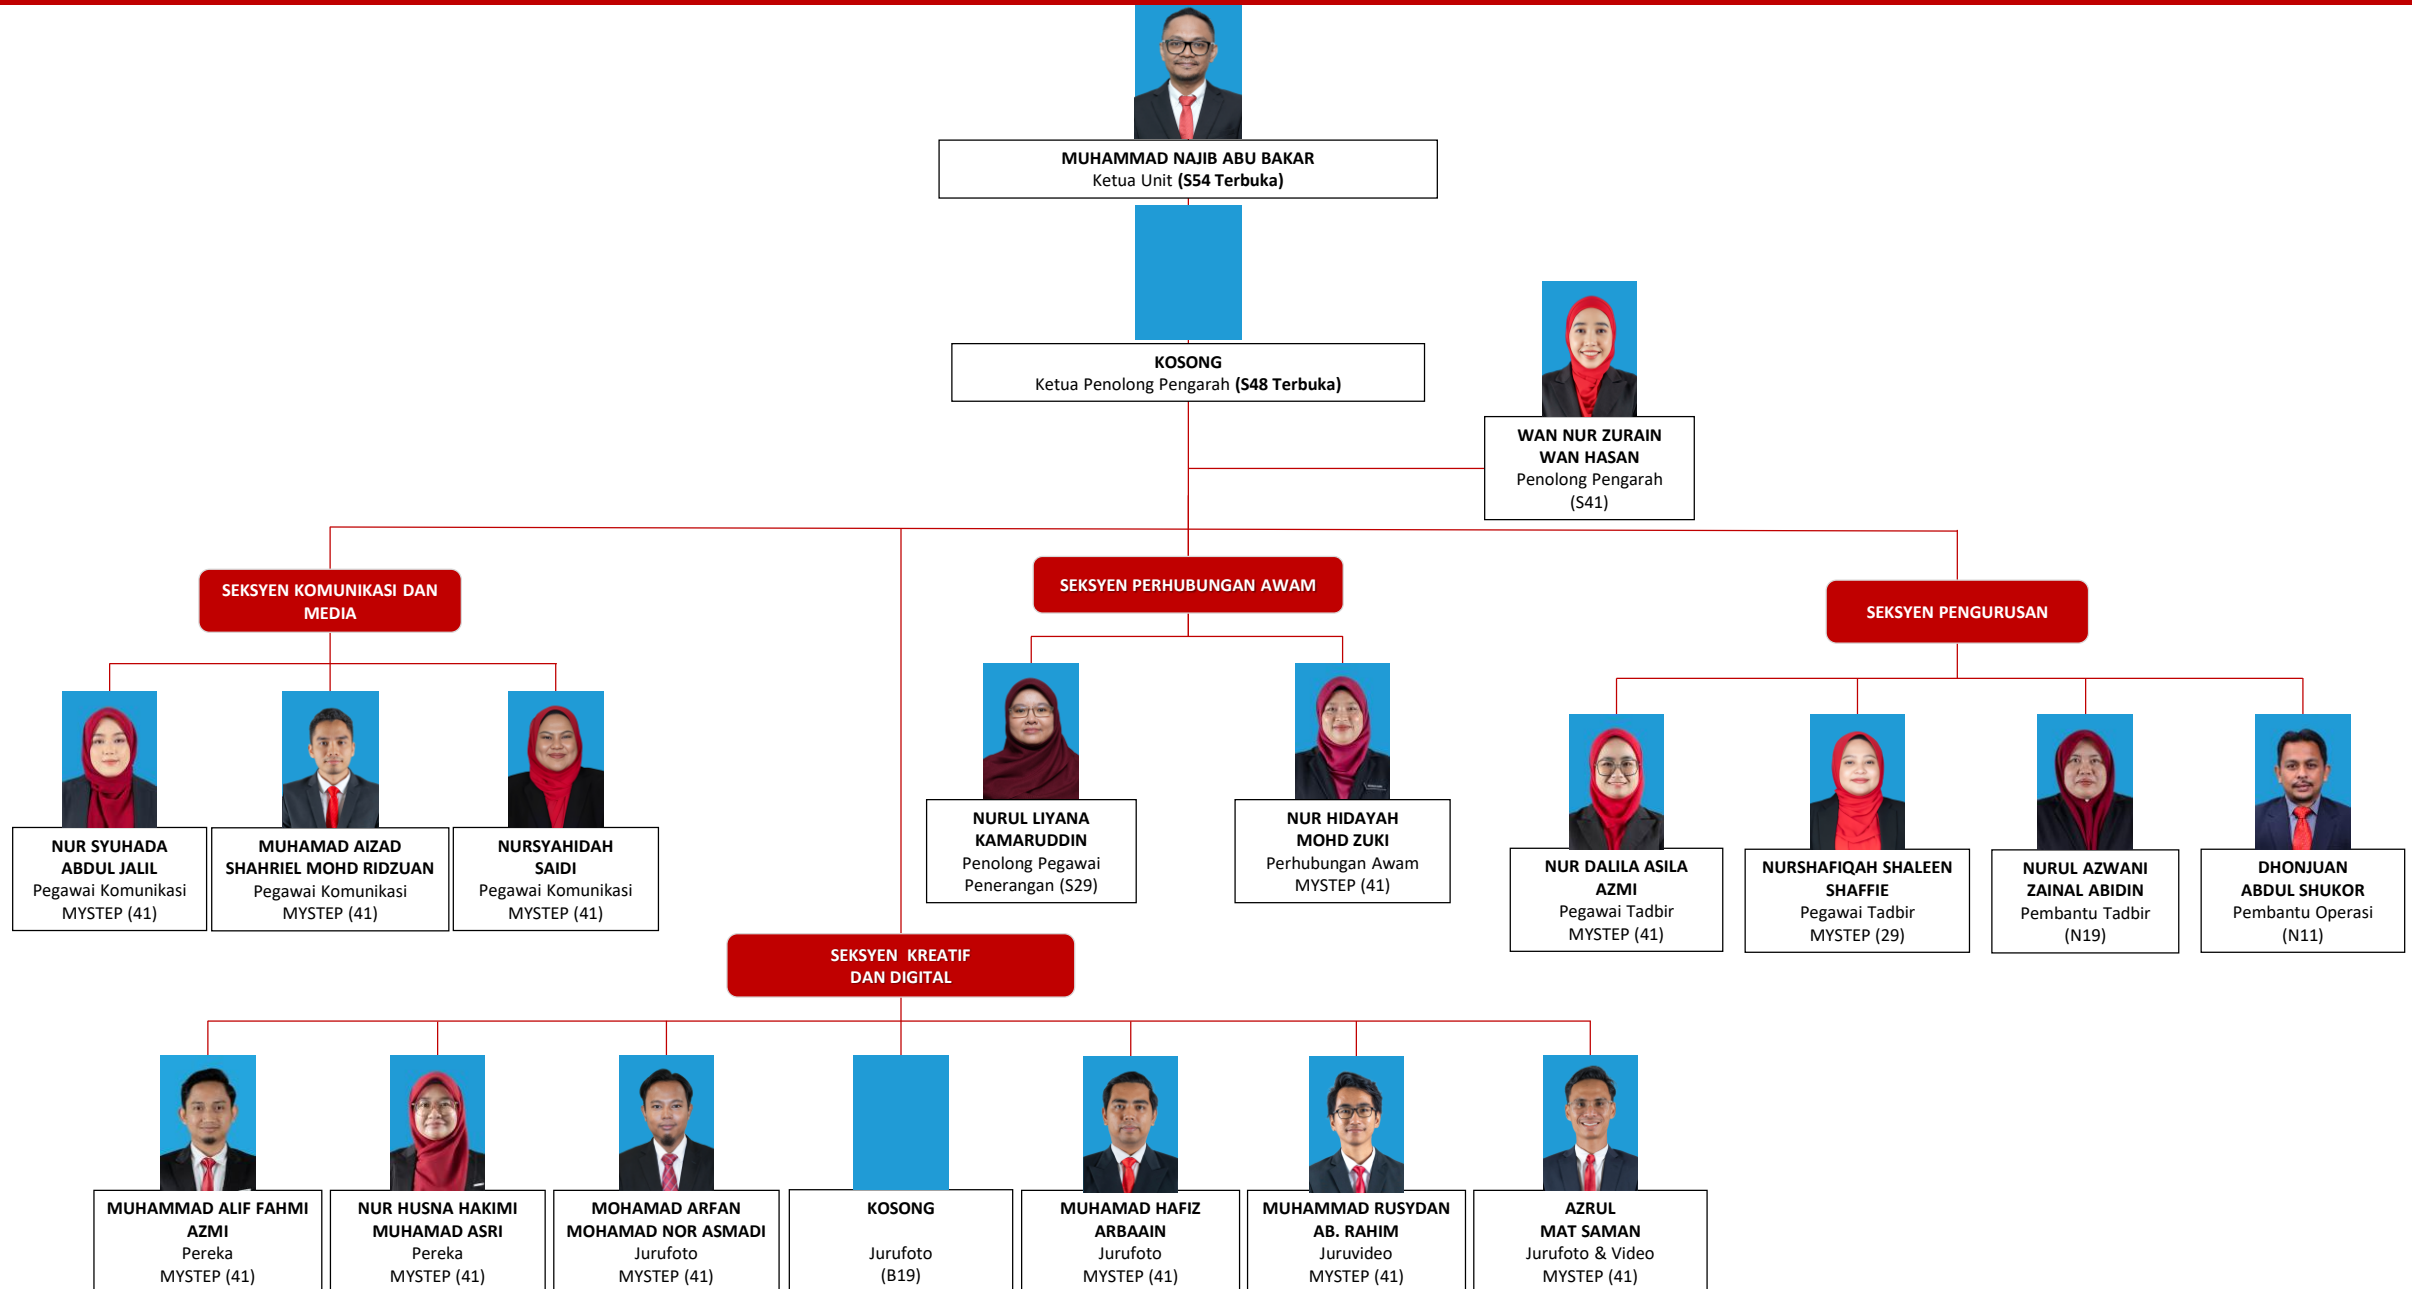 MUHAMMAD NAJIB ABU BAKAR
Ketua Unit (S54 Terbuka)
KOSONG
Ketua Penolong Pengarah (S48 Terbuka)
WAN NUR ZURAIN
WAN HASAN
Penolong Pengarah
(S41)
SEKSYEN KOMUNIKASI DAN
MEDIA
SEKSYEN PERHUBUNGAN AWAM
SEKSYEN PENGURUSAN
NUR SYUHADA
ABDUL JALIL
Pegawai Komunikasi
MYSTEP (41)
MUHAMAD AIZAD
SHAHRIEL MOHD RIDZUAN
Pegawai Komunikasi
MYSTEP (41)
NURSYAHIDAH
SAIDI
Pegawai Komunikasi
MYSTEP (41)
NURUL LIYANA
KAMARUDDIN
Penolong Pegawai
Penerangan (S29)
NUR HIDAYAH
MOHD ZUKI
Perhubungan Awam
MYSTEP (41)
NUR DALILA ASILA
AZMI
Pegawai Tadbir
MYSTEP (41)
NURSHAFIQAH SHALEEN
SHAFFIE
Pegawai Tadbir
MYSTEP (29)
NURUL AZWANI
ZAINAL ABIDIN
Pembantu Tadbir
(N19)
DHONJUAN
ABDUL SHUKOR
Pembantu Operasi
(N11)
SEKSYEN KREATIF
DAN DIGITAL
MUHAMMAD ALIF FAHMI
AZMI
Pereka
MYSTEP (41)
NUR HUSNA HAKIMI
MUHAMAD ASRI
Pereka
MYSTEP (41)
MOHAMAD ARFAN
MOHAMAD NOR ASMADI
Jurufoto
MYSTEP (41)
KOSONG
Jurufoto
(B19)
MUHAMAD HAFIZ
ARBAAIN
Jurufoto
MYSTEP (41)
MUHAMMAD RUSYDAN
AB. RAHIM
Juruvideo
MYSTEP (41)
AZRUL
MAT SAMAN
Jurufoto & Video
MYSTEP (41)